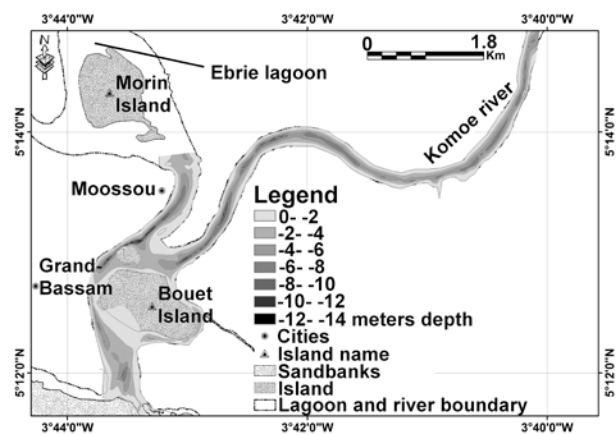 3°44'0"W 3°42'0"W 3°40'0"W
N
0 1.8
Km
Ebrie lagoon
Morin
Island
5°14'0"N
5°14'0"N
Komoe river
Moossou
Legend
0- -2
-2- -4
-4- -6
-6- -8
-8- -10
-10- -12
-12- -14 meters depth
Cities
Island name
Sandbanks
Island
Lagoon and river boundary
Grand-
Bassam
Bouet
Island
5°12'0"N
5°12'0"N
3°44'0"W 3°42'0"W 3°40'0"W